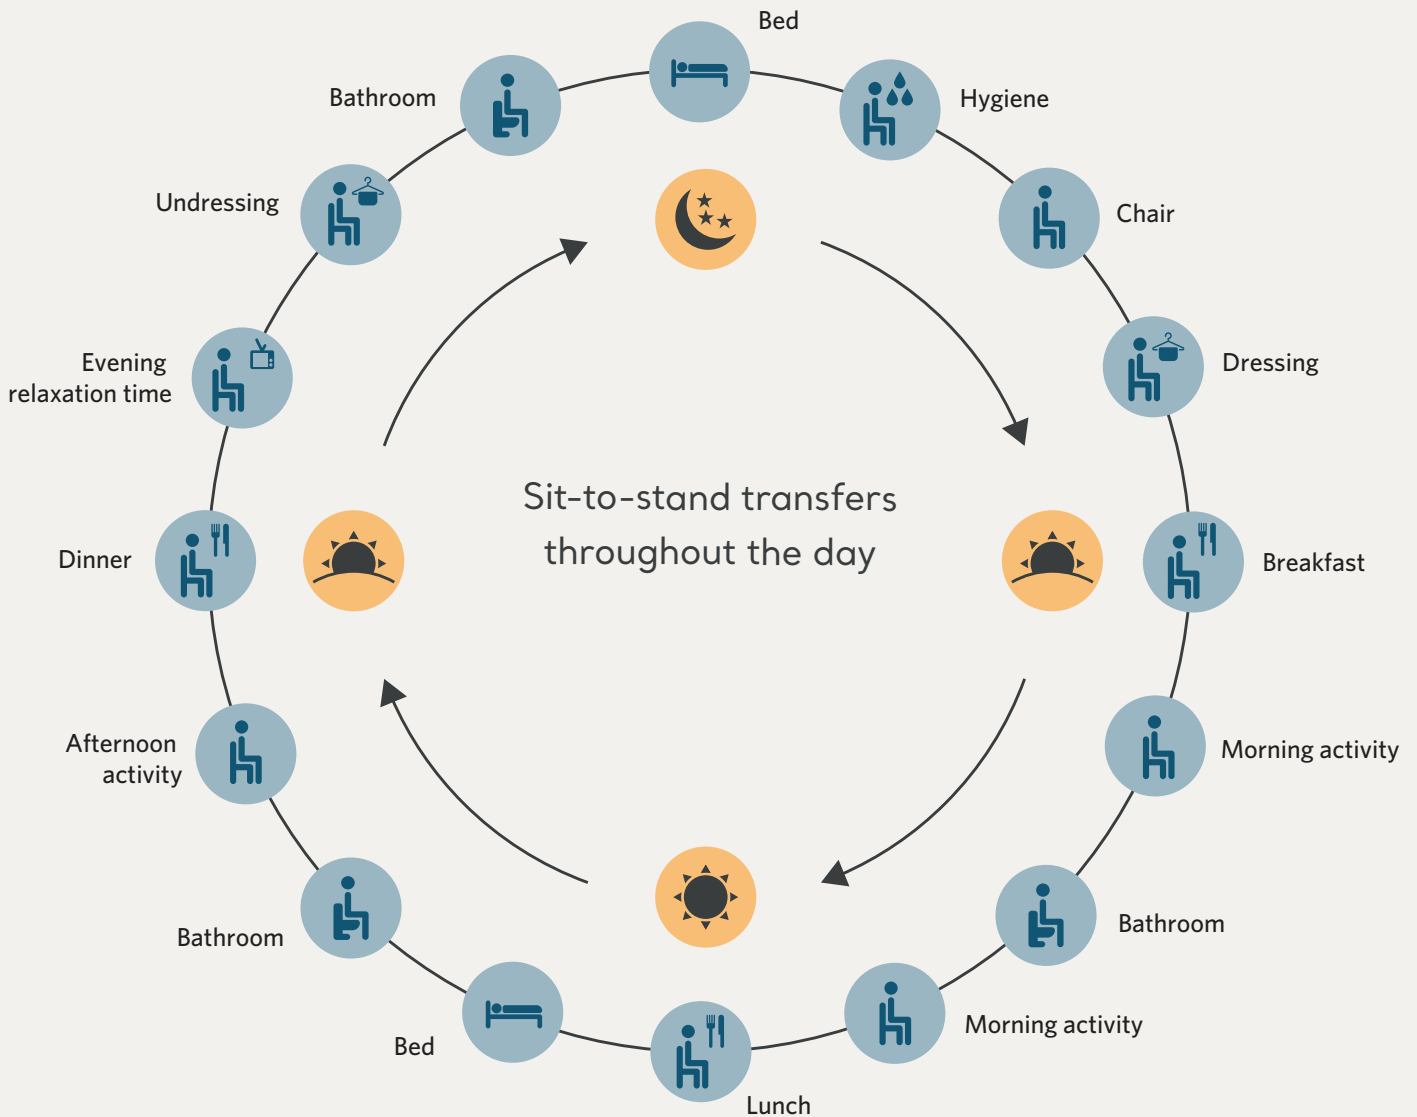 Bed
Hygiene
Chair
Dressing
Breakfast
Morning activity
Bathroom
Morning activity
Lunch
Bed
Bathroom
Afternoon
activity
Dinner
Evening
relaxation time
Undressing
Bathroom
Sit-to-stand transfers
throughout the day